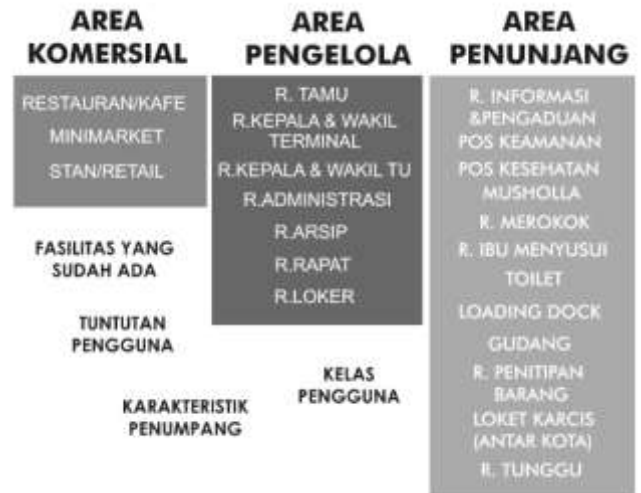 AREA
KOMERSIAL
RESTAURAN/KAFE
MINIMARKET
STAN/RETAIL
AREA
PENGELOLA
R. TAMU
R.KEPALA & WAKIL
TERMINAL
R.KEPALA & WAKIL TU
R.ADMINISTRASI
R.ARSIP
R.RAPAT
R.LOKER
AREA
PENUNJANG
R. INFORMASI
&PENGADUAN
POS KEAMANAN
POS KESEHATAN
MUSHOLLA
R. MEROKOK
R. IBU MENYUSUI
TOILET
LOADING DOCK
GUDANG
R. PENITIPAN
BARANG
LOKET KARCIS
(ANTAR KOTA)
R. TUNGGU
FASILITAS YANG
SUDAH ADA
TUNTUTAN
PENGGUNA
KARAKTERISTIK
PENUMPANG
KELAS
PENGGUNA